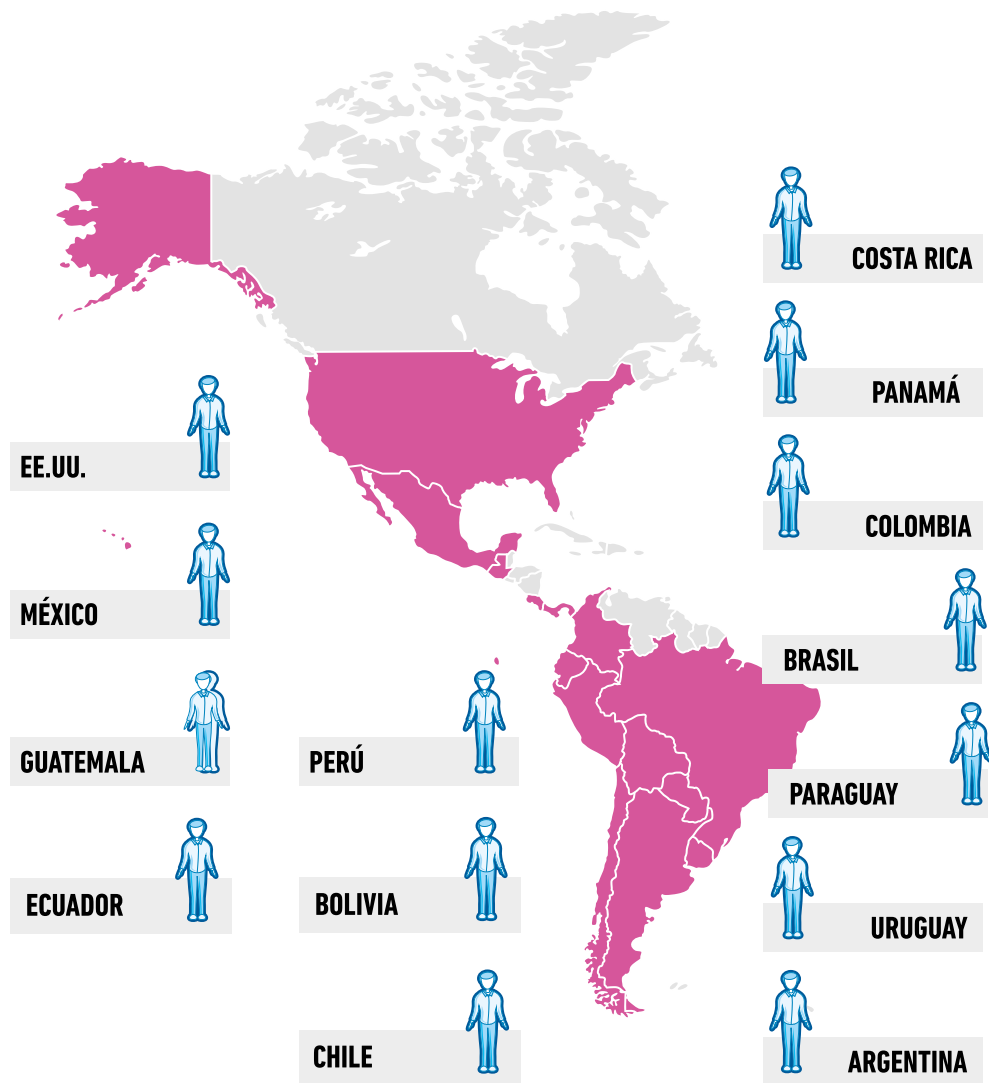 COSTA RICA
PANAMÁ
EE.UU.
COLOMBIA
MÉXICO
BRASIL
GUATEMALA
PERÚ
PARAGUAY
ECUADOR
BOLIVIA
URUGUAY
CHILE
ARGENTINA